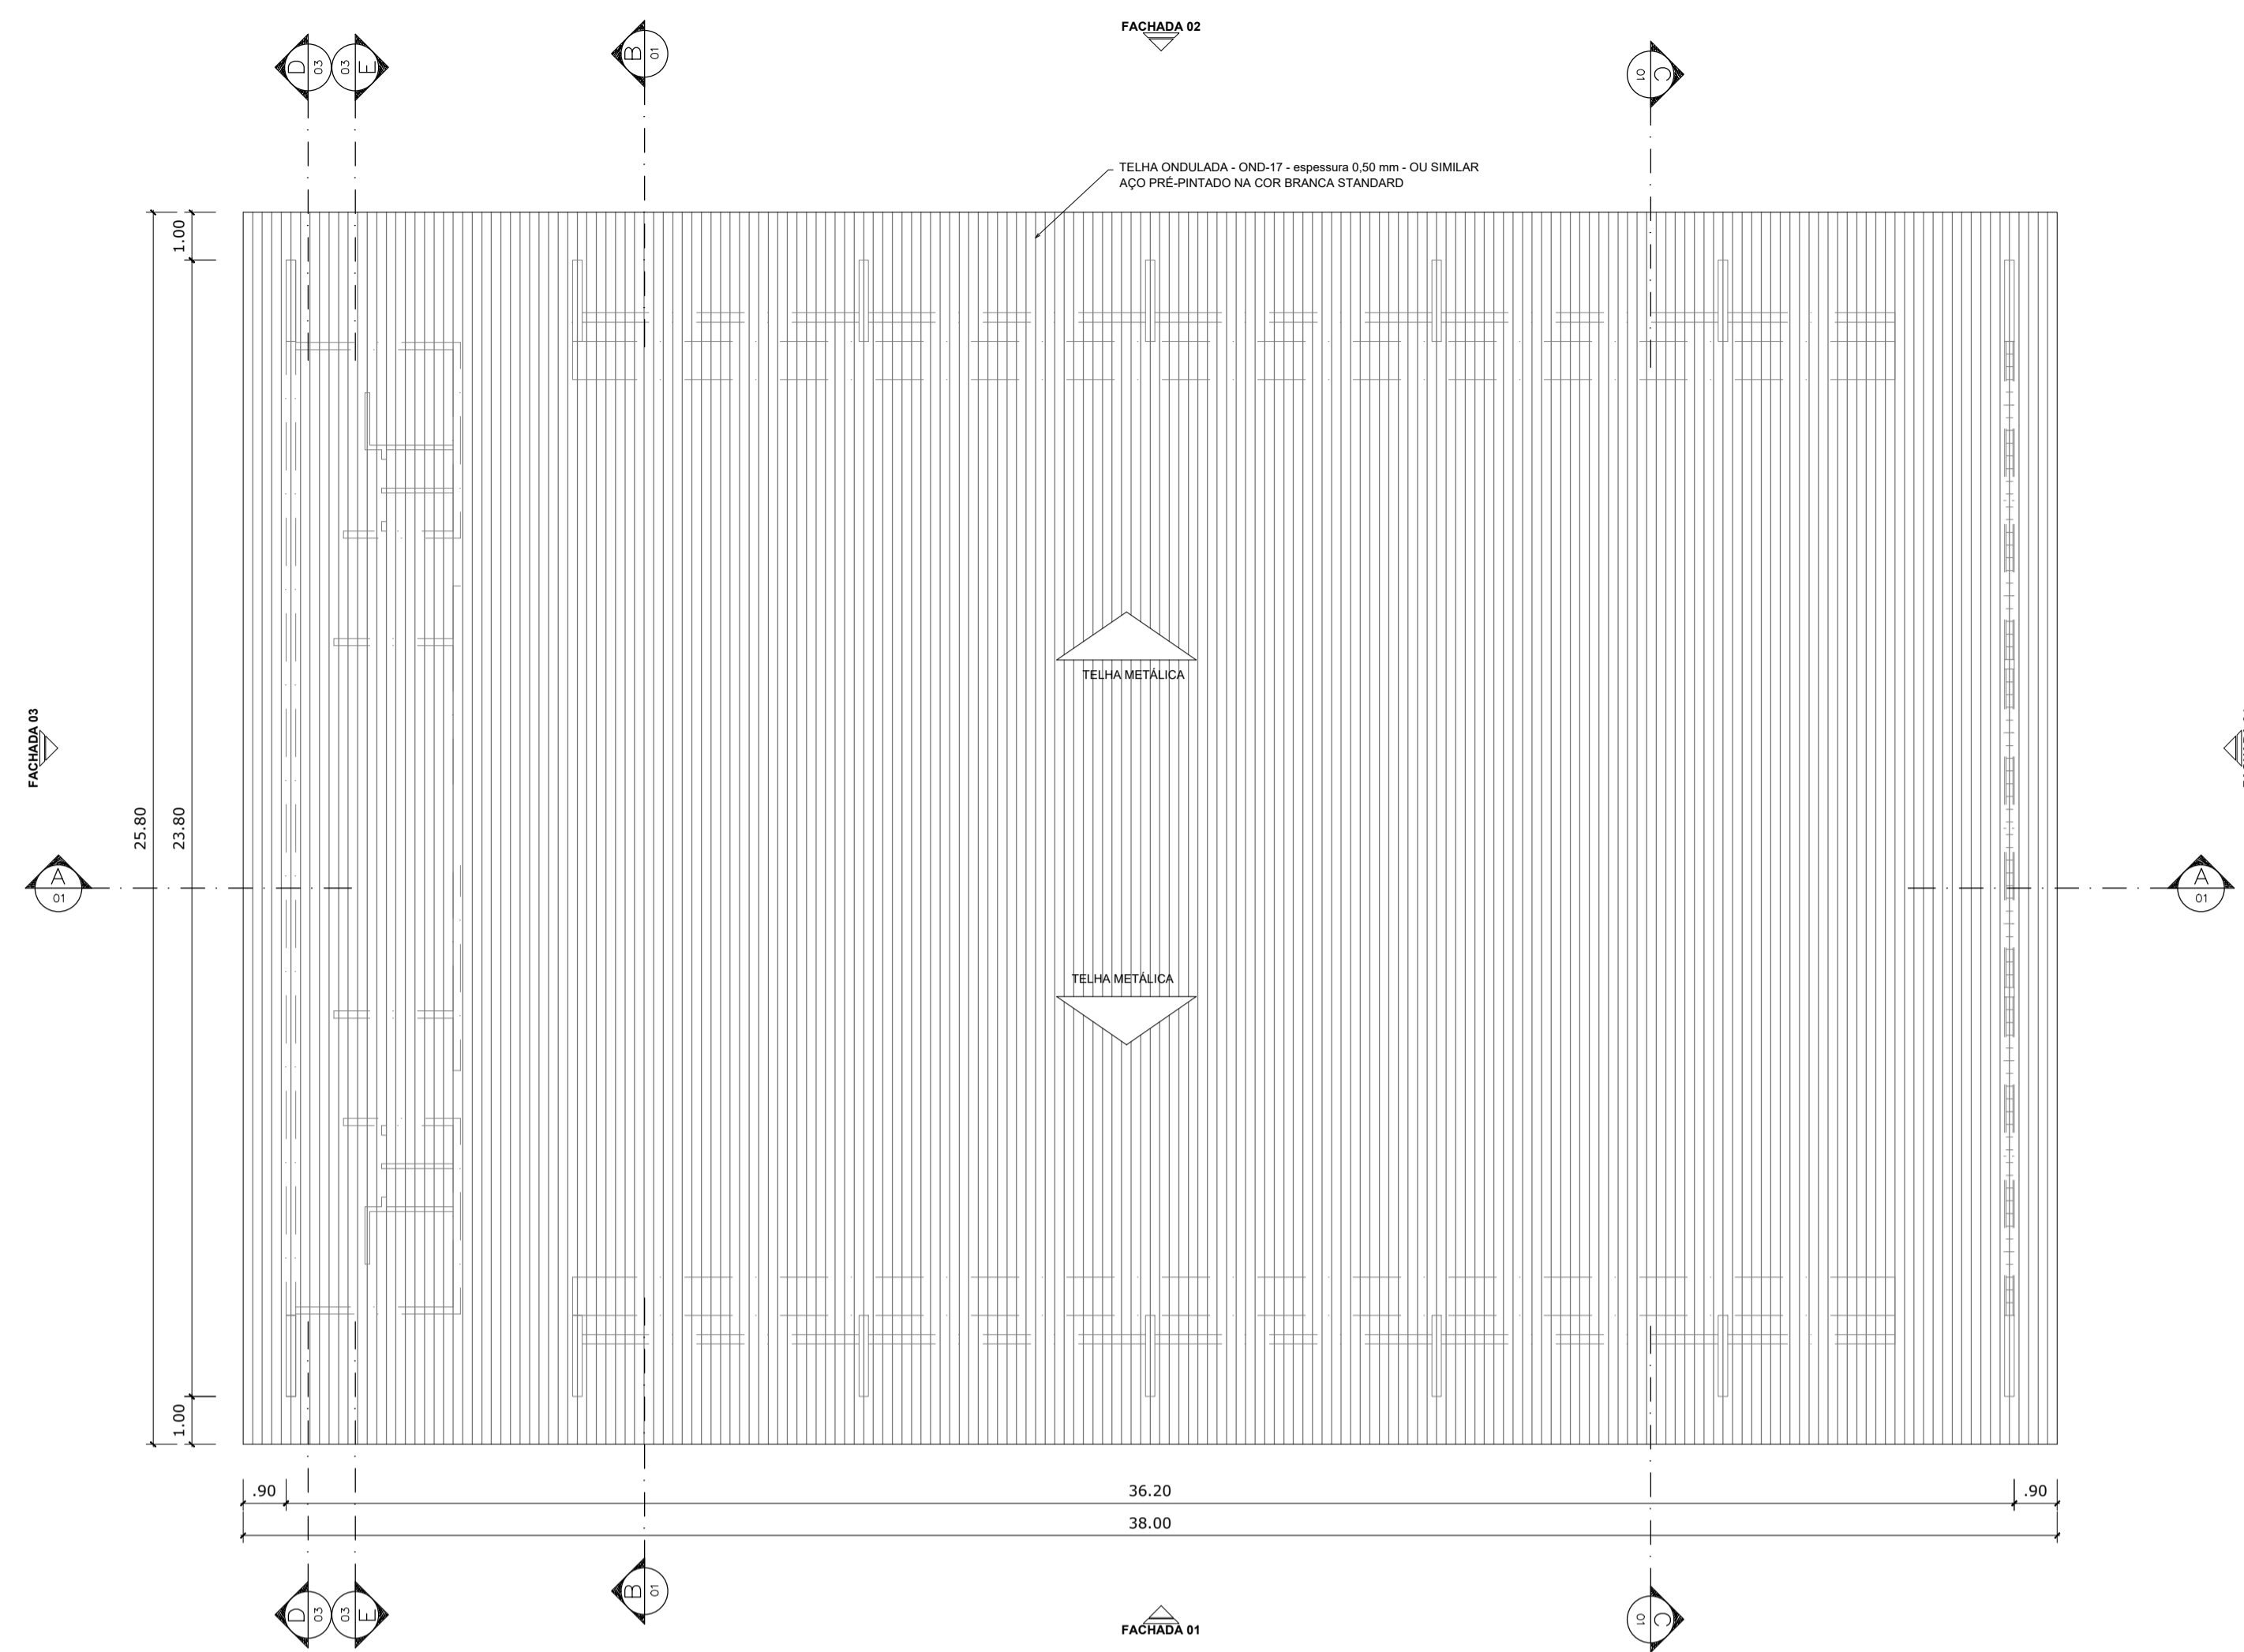 FACHADA 02
D
03
03
E
B
01
01
C
TELHA ONDULADA - OND-17 - espessura 0,50 mm - OU SIMILAR
AÇO PRÉ-PINTADO NA COR BRANCA STANDARD
1.00
TELHA METÁLICA
FACHADA 03
25.80
23.80
A
01
A
01
TELHA METÁLICA
1.00
.90
36.20
.90
38.00
D
03
03
E
B
01
01
C
FACHADA 01